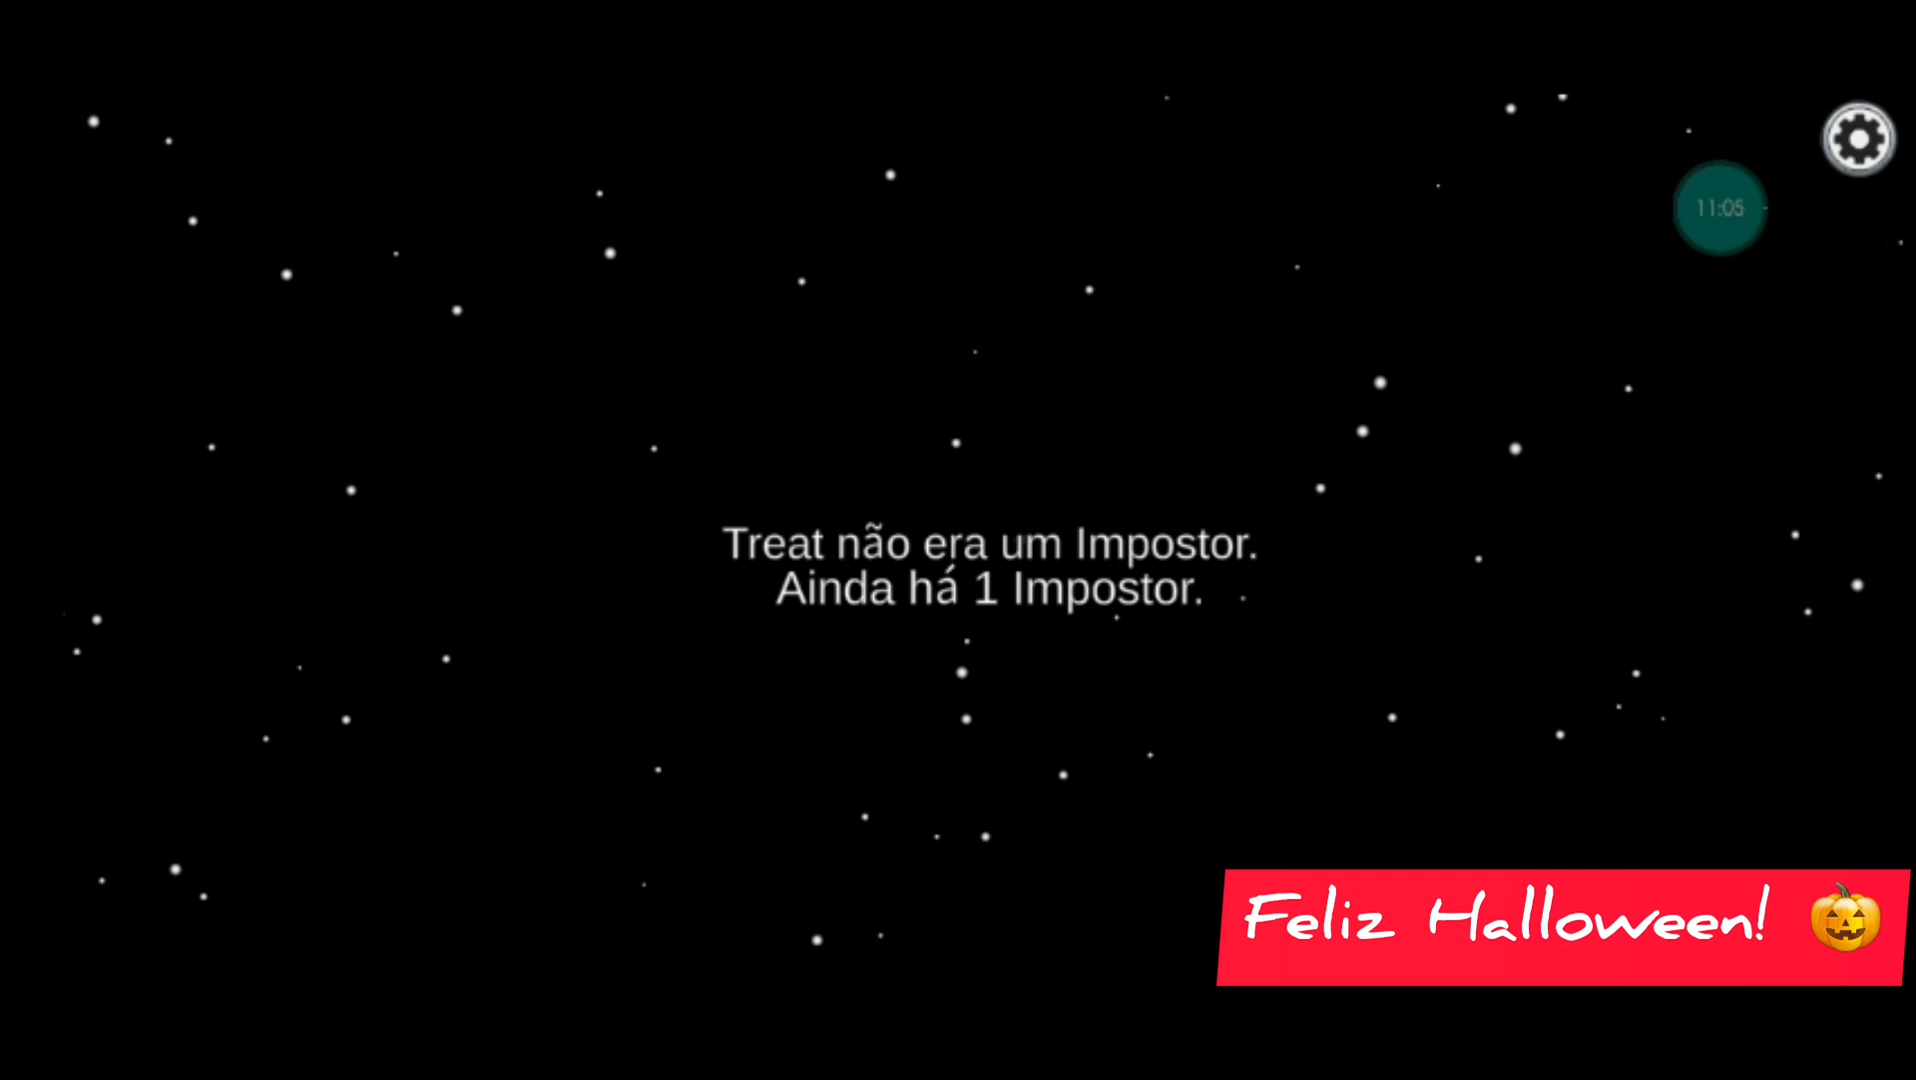 11:05
Treat não era um Impostor.
Ainda há 1 Impostor.
Feliz Halloween! 🎃